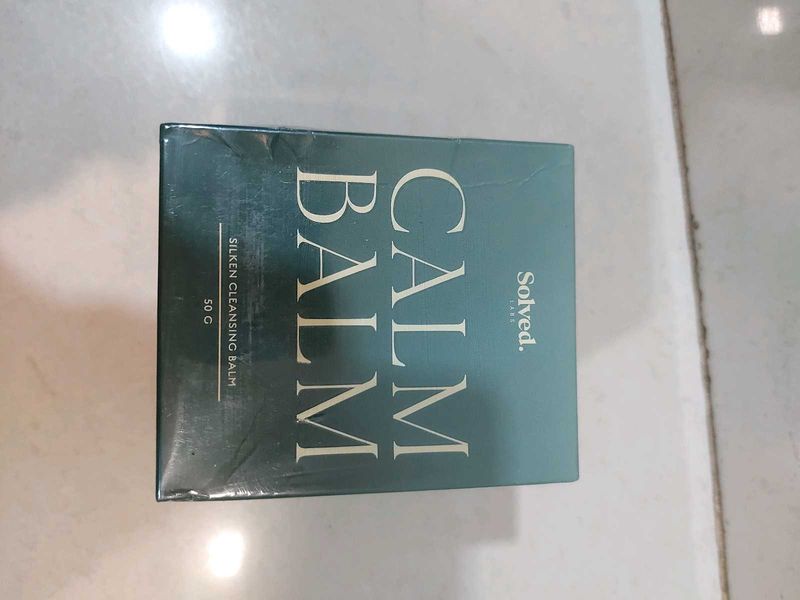 Solved.
LABS
CALM
BALM
SILKEN CLEANSING BALM
50 G